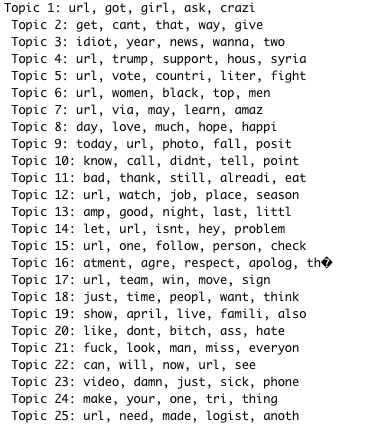 Topic 1: url, got, girl, ask, crazi
Topic 2: get, cant, that, way, give
Topic 3: idiot, year, news, wanna, two
Topic 4: url, trump, support, hous, syria
Topic 5: url, vote, countri, liter, fight
Topic 6: url, women, black, top, men
Topic 7: url, via, may, learn, amaz
Topic 8: day, love, much, hope, happi
Topic 9: today, url, photo, fall, posit
Topic 10: know, call, didnt, tell, point
Topic 11: bad, thank, still, alreadi, eat
Topic 12: url, watch, job, place, season
Topic 13: amp, good, night, last, littl
Topic 14: let, url, isnt, hey, problem
Topic 15: url, one, follow, person, check
Topic 16: atment, agre, respect, apolog, th�
Topic 17: url, team, win, move, sign
Topic 18: just, time, peopl, want, think
Topic 19: show, april, live, famili, also
Topic 20: like, dont, bitch, ass, hate
Topic 21: fuck, look, man, miss, everyon
Topic 22: can, will, now, url, see
Topic 23: video, damn, just, sick, phone
Topic 24: make, your, one, tri, thing
Topic 25: url, need, made, logist, anoth